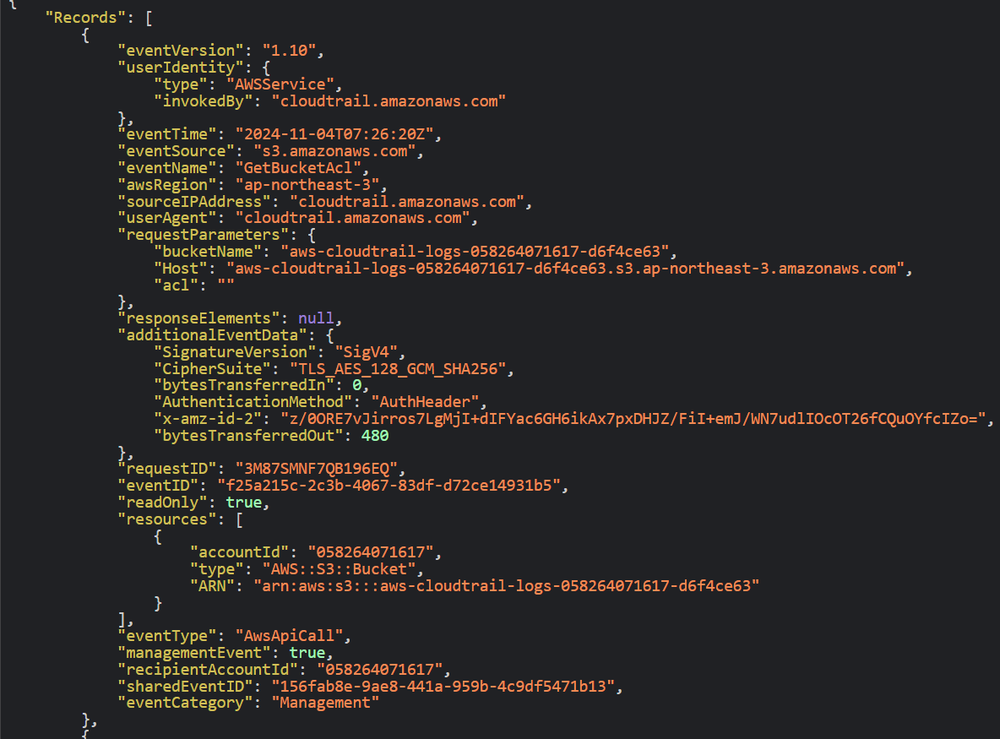 {
    "Records": [
        {
            "eventVersion": "1.10",
            "userIdentity": {
                "type": "AWSService",
                "invokedBy": "cloudtrail.amazonaws.com"
            },
            "eventTime": "2024-11-04T07:26:20Z",
            "eventSource": "s3.amazonaws.com",
            "eventName": "GetBucketAcl",
            "awsRegion": "ap-northeast-3",
            "sourceIPAddress": "cloudtrail.amazonaws.com",
            "userAgent": "cloudtrail.amazonaws.com",
            "requestParameters": {
                "bucketName": "aws-cloudtrail-logs-058264071617-d6f4ce63",
                "Host": "aws-cloudtrail-logs-058264071617-d6f4ce63.s3.ap-northeast-3.amazonaws.com",
                "acl": ""
            },
            "responseElements": null,
            "additionalEventData": {
                "SignatureVersion": "SigV4",
                "CipherSuite": "TLS_AES_128_GCM_SHA256",
                "bytesTransferredIn": 0,
                "AuthenticationMethod": "AuthHeader",
                "x-amz-id-2": "z/0ORE7vJirros7LgMjI+dIFYac6GH6ikAx7pxDHJZ/FiI+emJ/WN7udlIOcOT26fCQuOYfcIZo=",
                "bytesTransferredOut": 480
            },
            "requestID": "3M87SMNF7QB196EQ",
            "eventID": "f25a215c-2c3b-4067-83df-d72ce14931b5",
            "readOnly": true,
            "resources": [
                {
                    "accountId": "058264071617",
                    "type": "AWS::S3::Bucket",
                    "ARN": "arn:aws:s3:::aws-cloudtrail-logs-058264071617-d6f4ce63"
                }
            ],
            "eventType": "AwsApiCall",
            "managementEvent": true,
            "recipientAccountId": "058264071617",
            "sharedEventID": "156fab8e-9ae8-441a-959b-4c9df5471b13",
            "eventCategory": "Management"
        },
        {